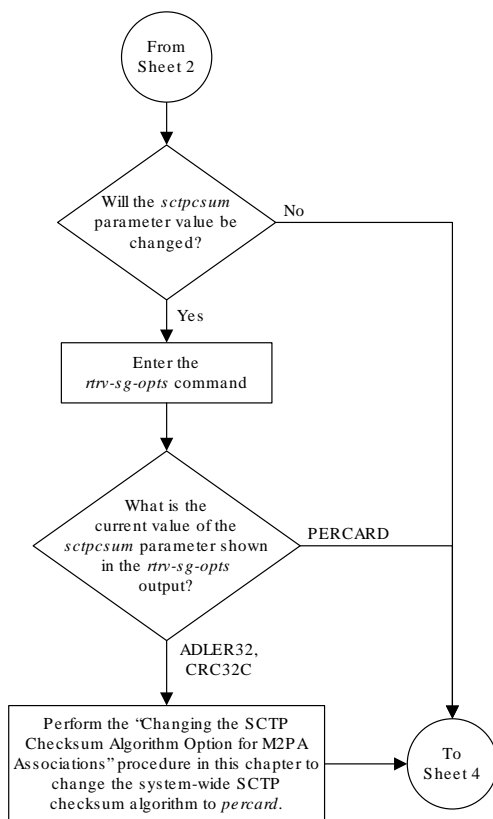 From
Sheet 2
Will the sctpcsum
parameter value be
changed?
No
Yes
Enter the
rtrv-sg-opts command
What is the
current value of the
sctpcsum parameter shown
in the rtrv-sg-opts
output?
PERCARD
ADLER32,
CRC32C
Perform the “Changing the SCTP
Checksum Algorithm Option for M2PA
Associations” procedure in this chapter to
change the system-wide SCTP
checksum algorithm to percard.
To
Sheet 4